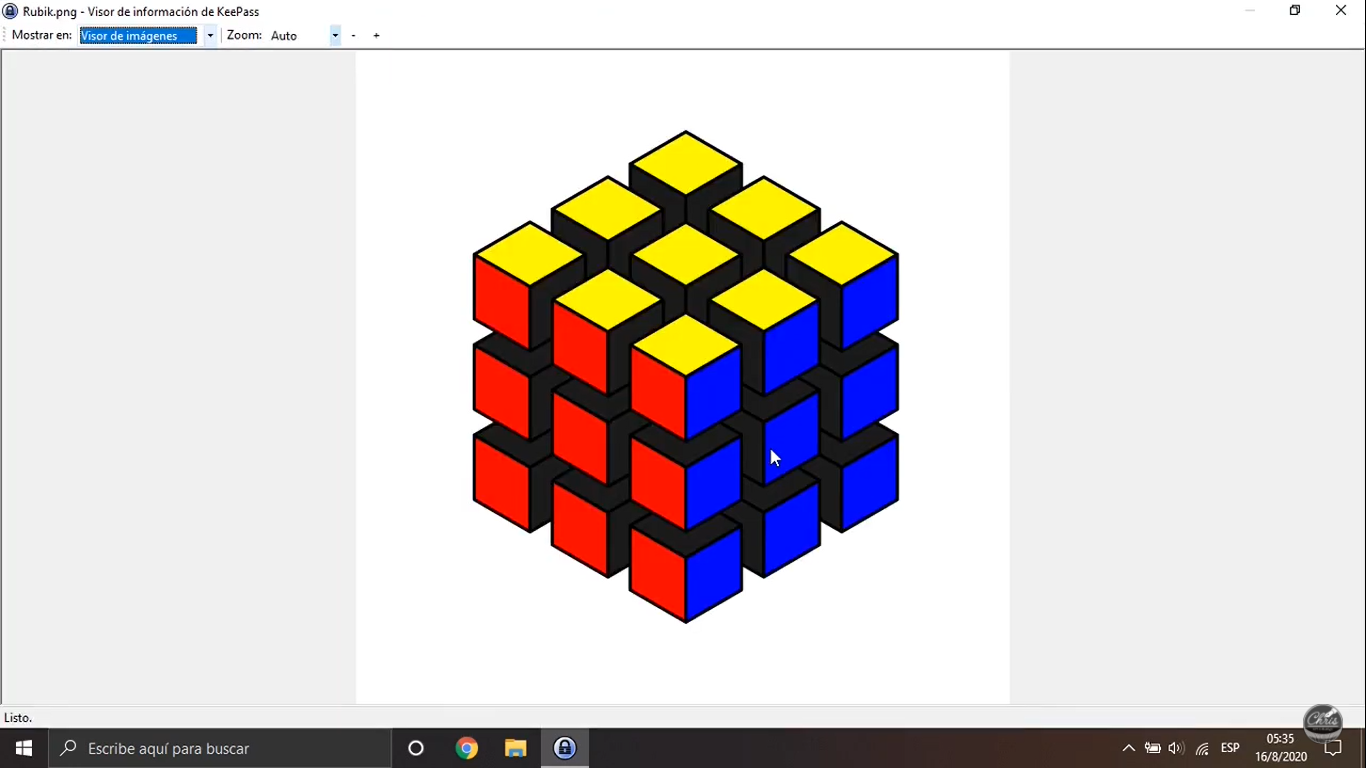 Rubik.png - Visor de información de KeePass
Mostrar en: Visor de imágenes Zoom: Auto - +
Listo.
Chris
Escribe aquí para buscar
ESP
05:35
16/8/2020